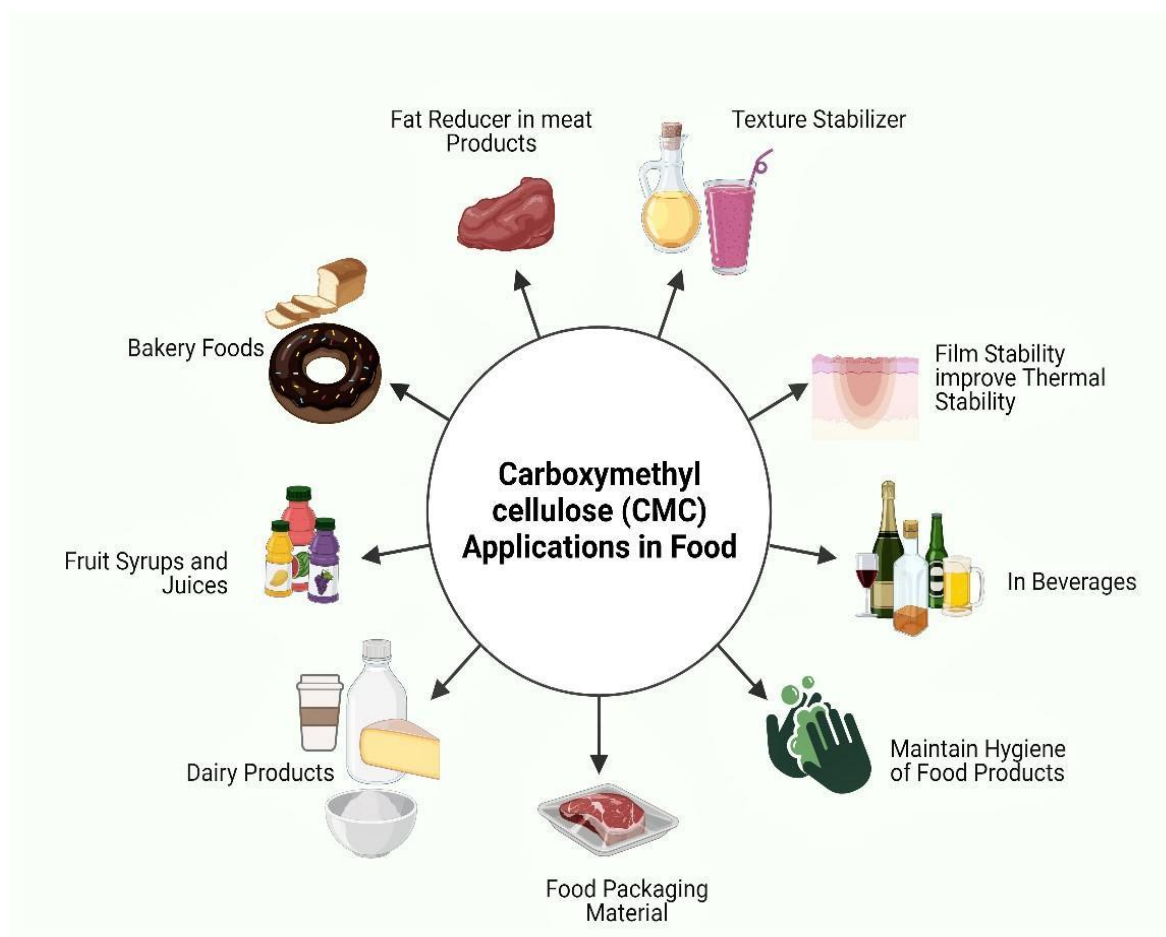 Fat Reducer in meat
Products
Texture Stabilizer
Bakery Foods
Film Stability
improve Thermal
Stability
Carboxymethyl
cellulose (CMC)
Applications in Food
Fruit Syrups and
Juices
In Beverages
Dairy Products
Maintain Hygiene
of Food Products
Food Packaging
Material